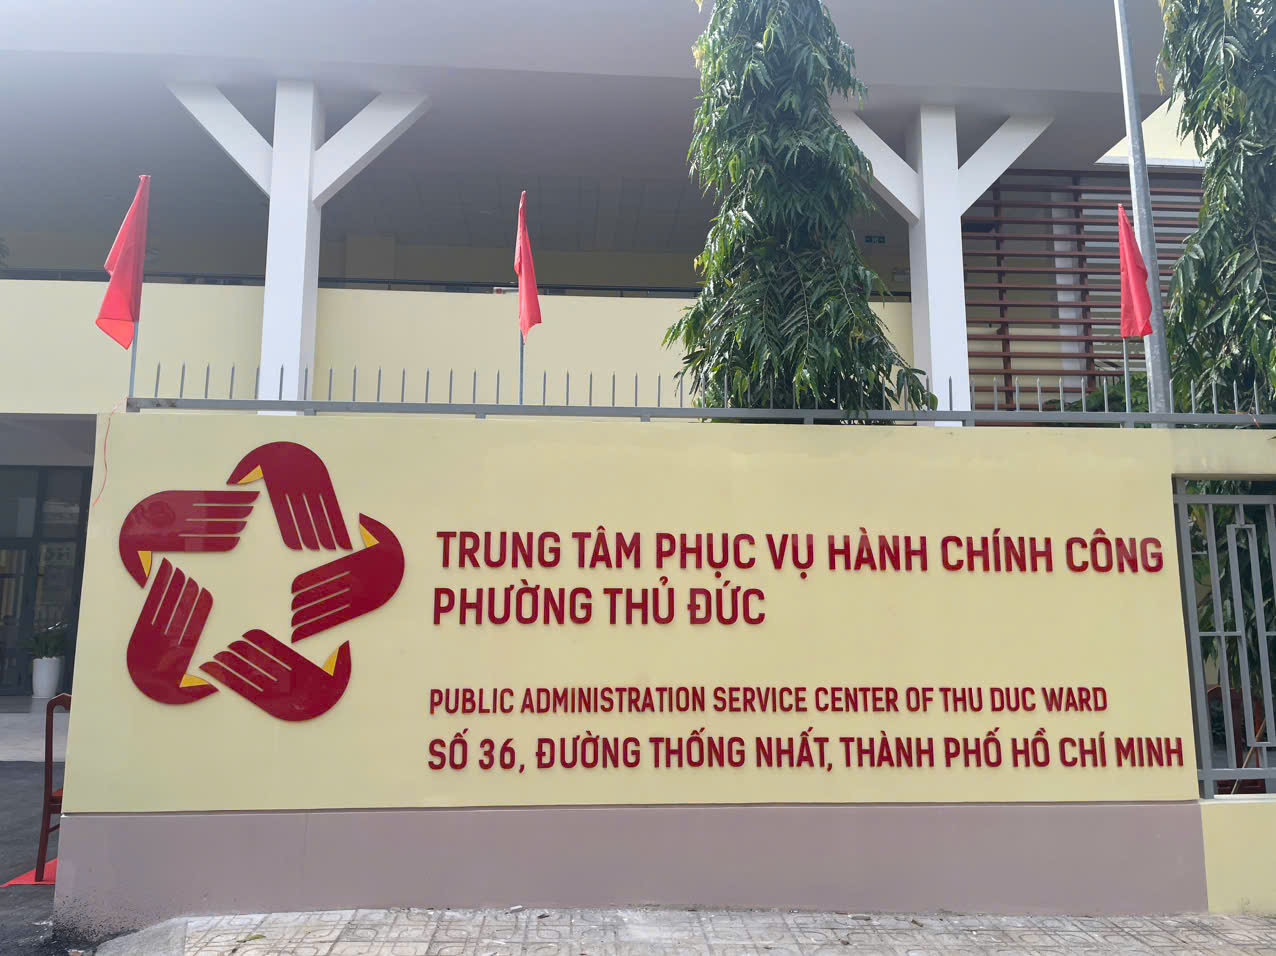 TRUNG TÂM PHỤC VỤ HÀNH CHÍNH CÔNG
PHƯỜNG THỦ ĐỨC
PUBLIC ADMINISTRATION SERVICE CENTER OF THU DUC WARD
SỐ 36, ĐƯỜNG THỐNG NHẤT, THÀNH PHỐ HỒ CHÍ MINH